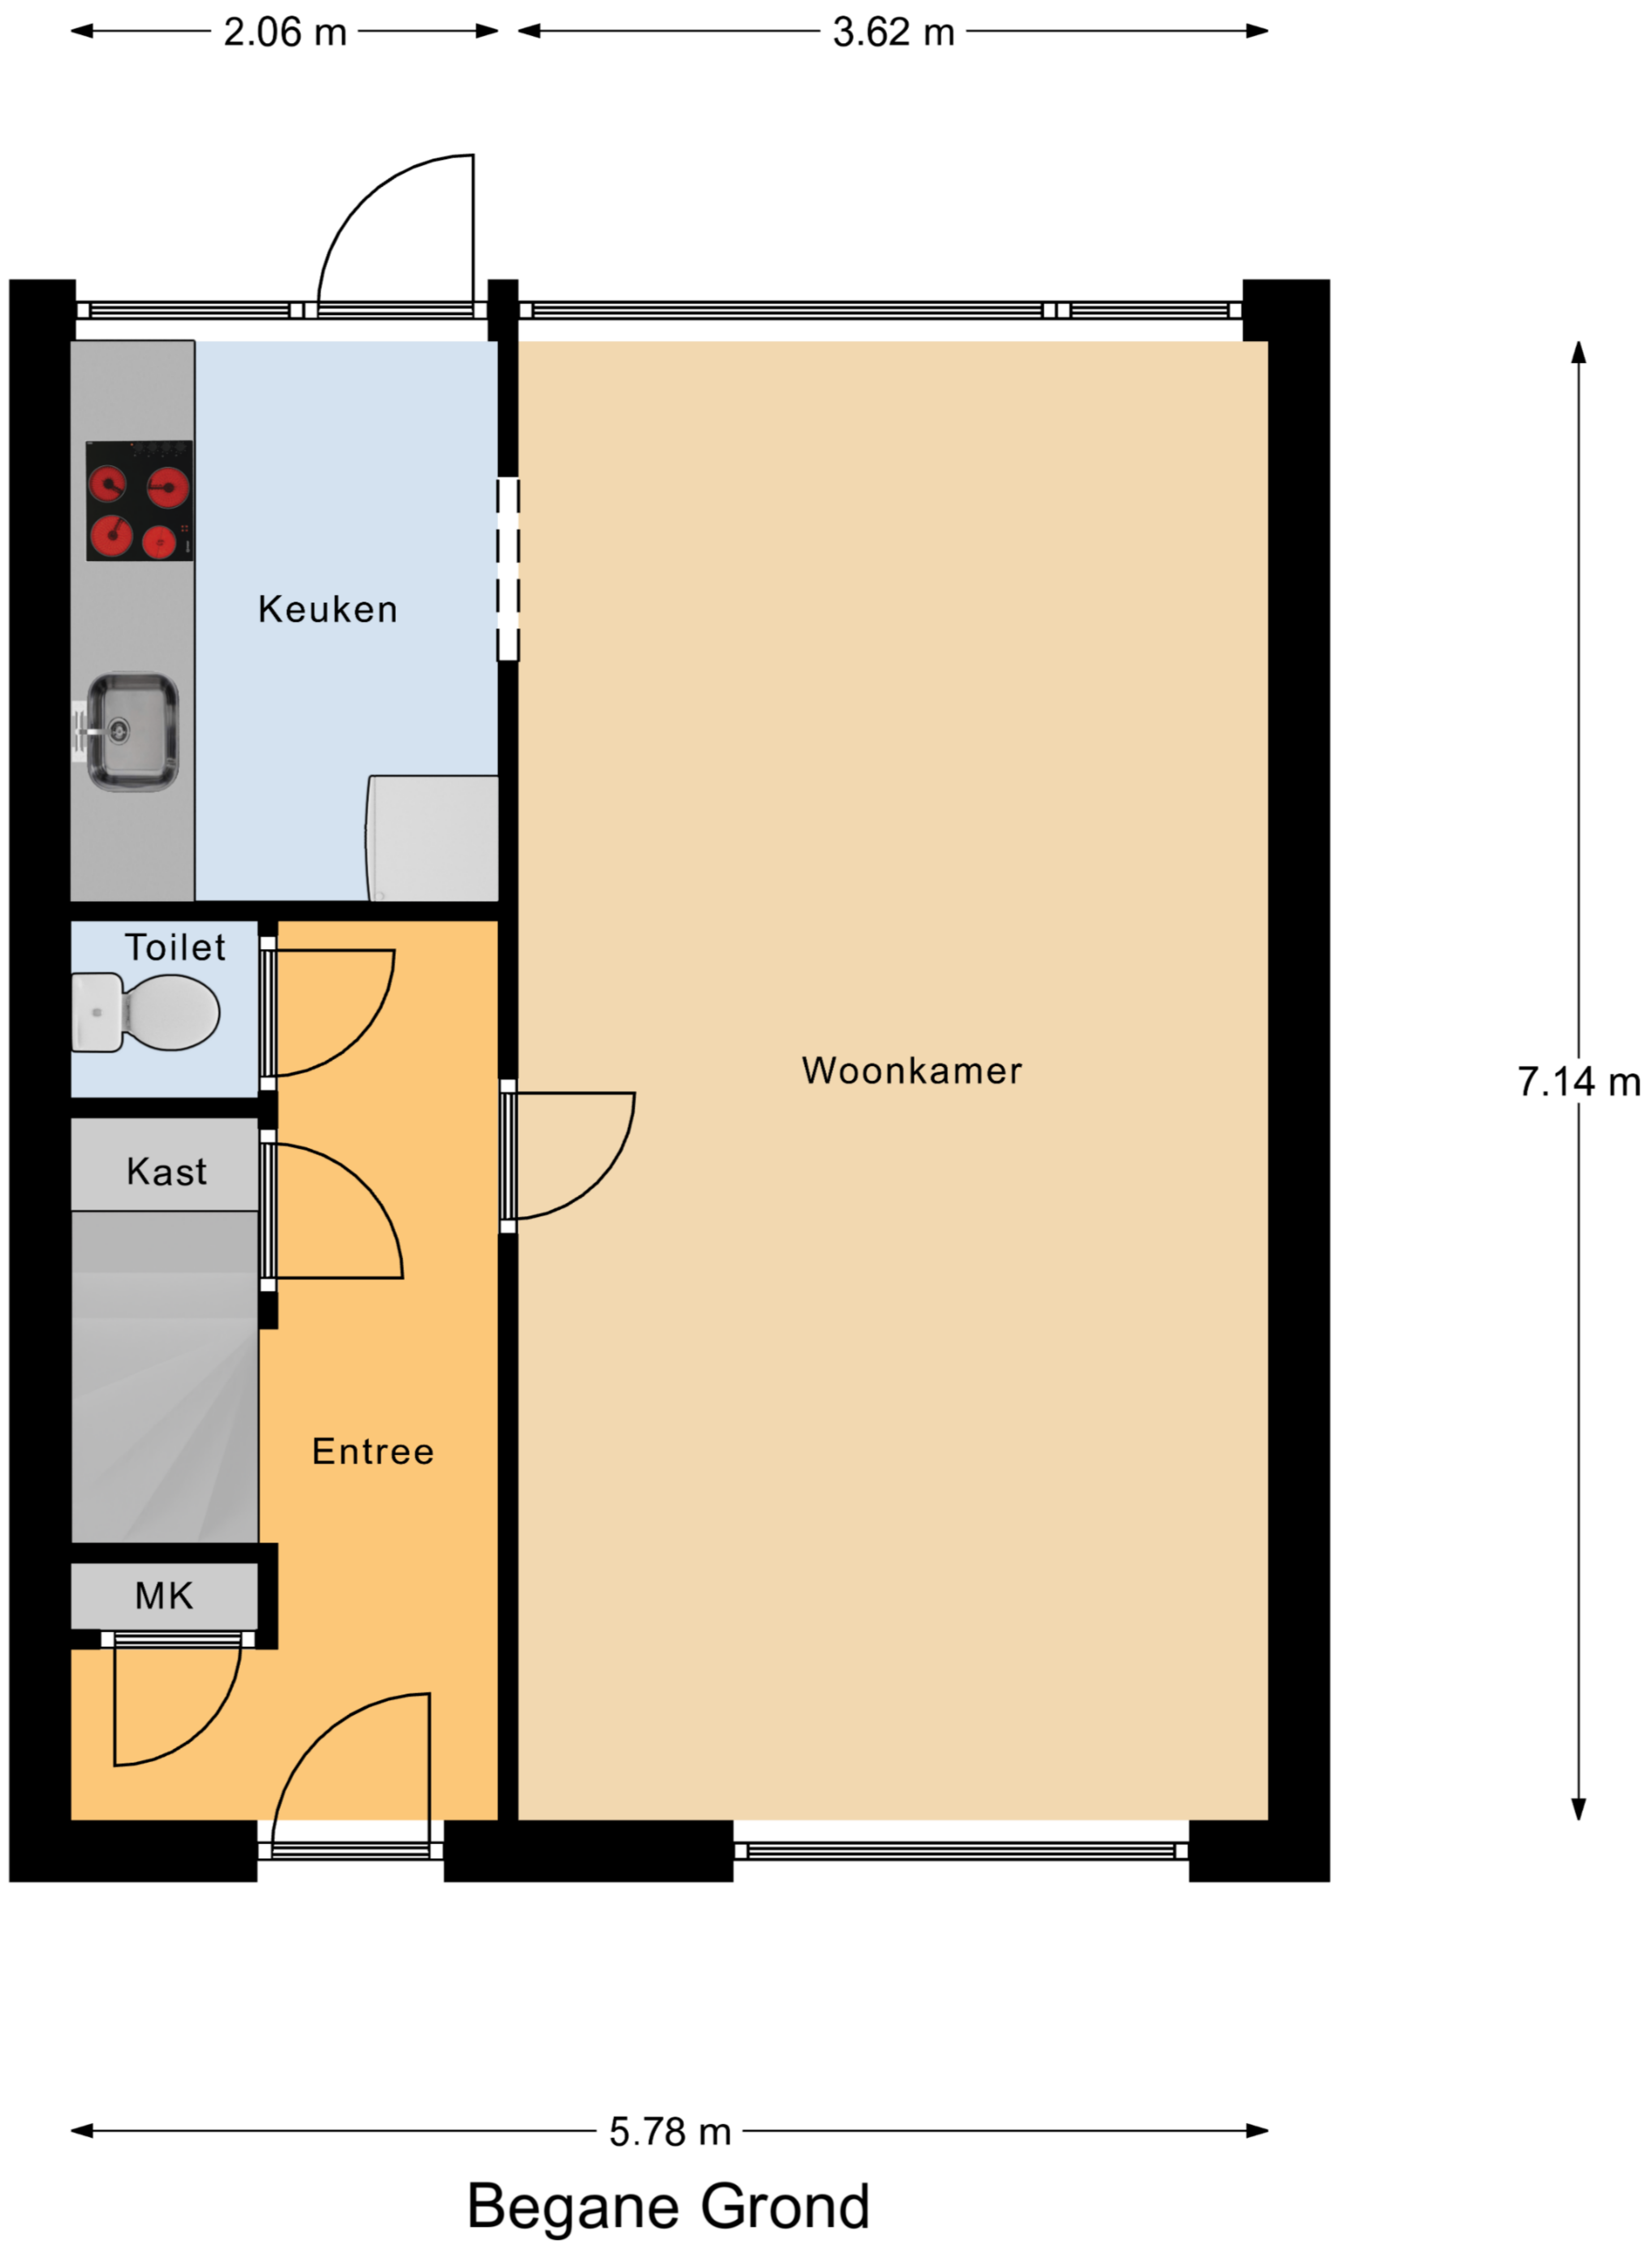 2.06 m
3.62 m
Keuken
Toilet
Woonkamer
7.14 m
Kast
Entree
MK
5.78 m
Begane Grond